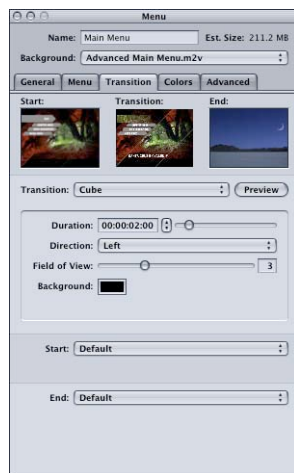 Menu
Name: Main Menu Est. Size: 211.2 MB
Background: Advanced Main Menu.m2v
General Menu Transition Colors Advanced
Start: Transition: End:
Transition: Cube Preview
Duration: 00:00:02:00
Direction: Left
Field of View: 3
Background:
Start: Default
End: Default